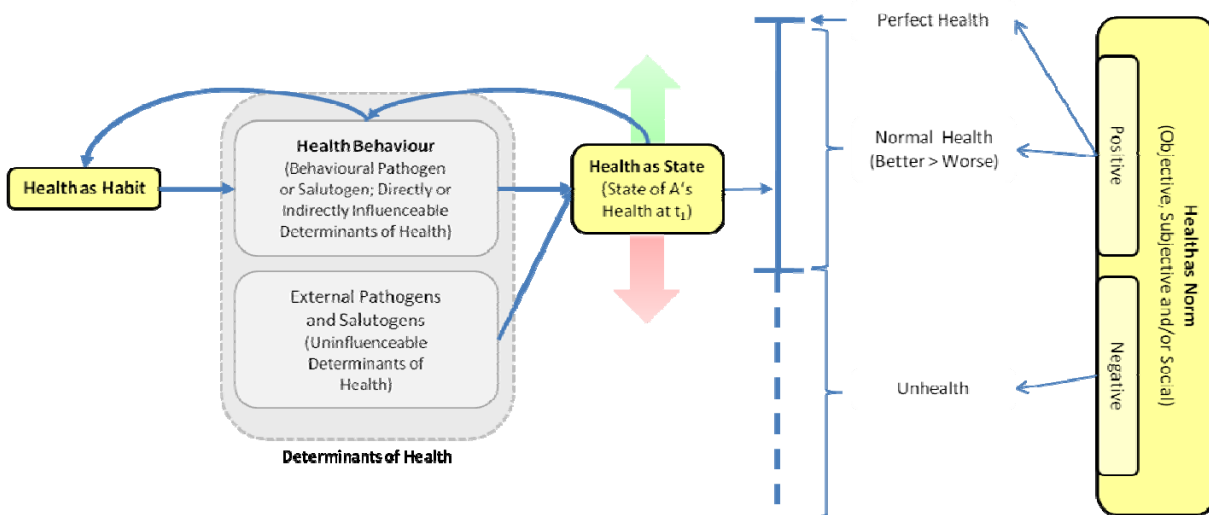 Health as Habit
Health Behaviour
(Behavioural Pathogen
or Salutogen; Directly or
Indirectly Influenceable
Determinants of Health)
External Pathogens
and Salutogens
(Uninfluenceable
Determinants of
Health)
Determinants of Health
Health as State
(State of A's
Health at t₁)
Perfect Health
Normal Health
(Better > Worse)
Unhealth
Positive
Negative
Health as Norm
(Objective, Subjective and/or Social)